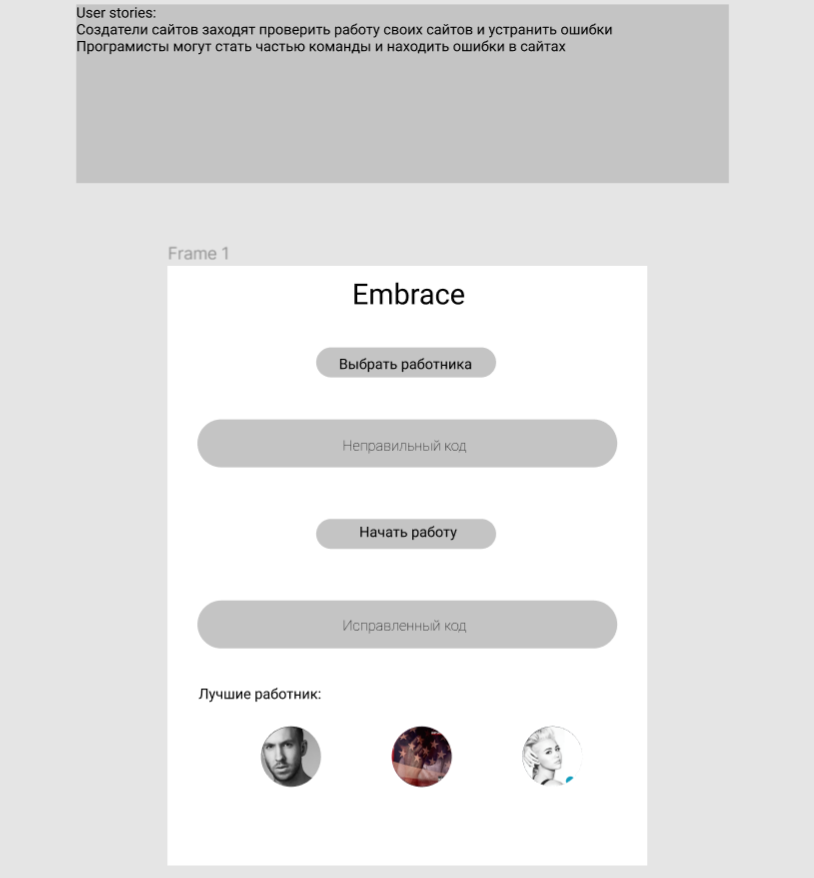 User stories:
Создатели сайтов заходят проверить работу своих сайтов и устранить ошибки
Програмисты могут стать частью команды и находить ошибки в сайтах
Frame 1
Embrace
Выбрать работника
Неправильный код
Начать работу
Исправленный код
Лучшие работник: